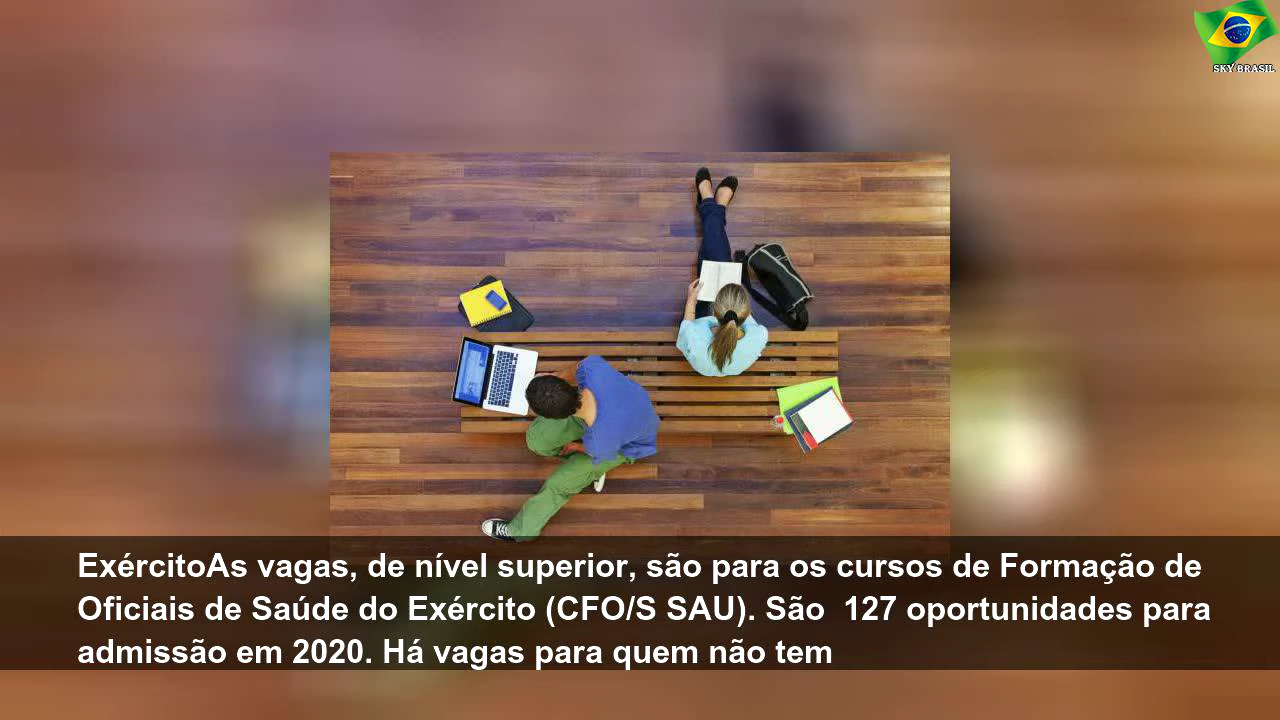 SKY BRASIL
ExércitoAs vagas, de nível superior, são para os cursos de Formação de
Oficiais de Saúde do Exército (CFO/S SAU). São  127 oportunidades para
admissão em 2020. Há vagas para quem não tem